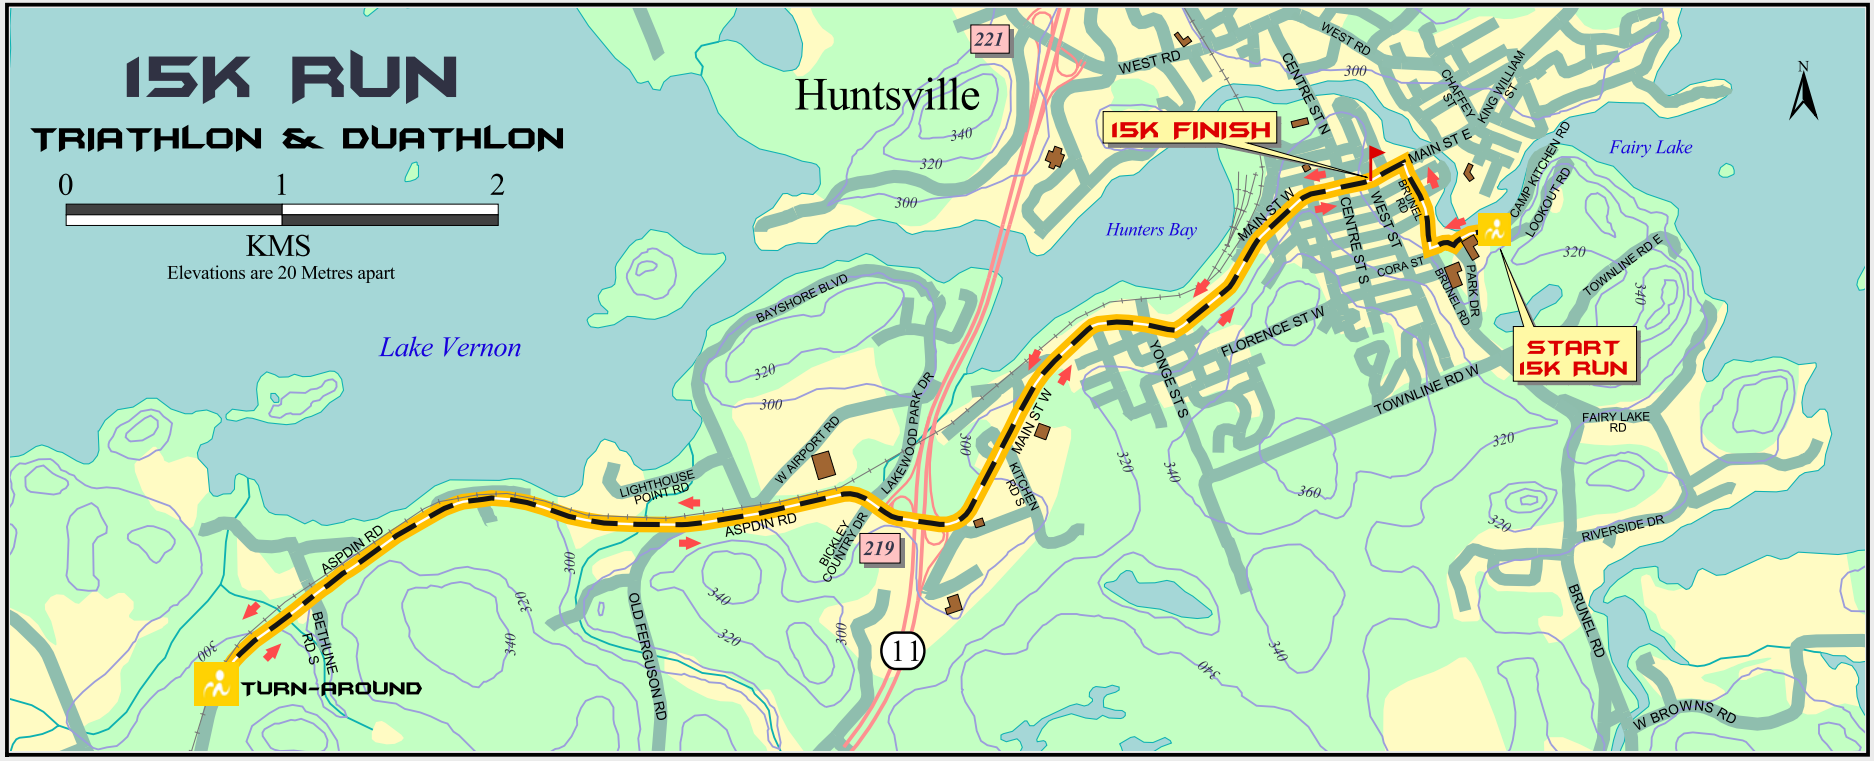 15K RUN
TRIATHLON & DUATHLON
0 1 2
KMS
Elevations are 20 Metres apart
Huntsville
221
340
320
300
WEST RD
WEST RD
300
CENTRE ST N
CHAFFEY
ST
KING WILLIAM
ST
N
15K FINISH
MAIN ST E
CAMP KITCHEN RD
LOOKOUT RD
Fairy Lake
Hunters Bay
MAIN ST W
CENTRE ST S
WEST ST
BRUNEL
RD
CORA ST
BRUNEL RD
PARK DR
320
TOWNLINE RD E
340
START
15K RUN
Lake Vernon
BAYSHORE BLVD
320
300
LAKEWOOD PARK DR
W AIRPORT RD
LIGHTHOUSE
POINT RD
300
MAIN ST W
KITCHEN
RD S
YONGE ST S
FLORENCE ST W
TOWNLINE RD W
FAIRY LAKE
RD
320
320
340
360
320
RIVERSIDE DR
ASPDIN RD
ASPDIN RD
BICKLEY
COUNTRY DR
219
300
320
340
340
320
300
300
BETHUNE
RD S
OLD FERGUSON RD
11
340
340
BRUNEL RD
W BROWNS RD
TURN-AROUND